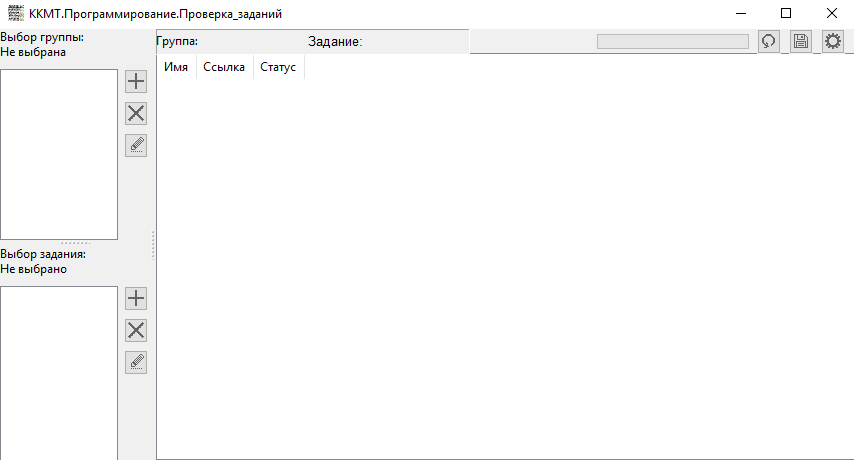 ККМТ.Программирование.Проверка_заданий
Выбор группы:
Не выбрана
Группа: Задание:
Имя Ссылка Статус
Выбор задания:
Не выбрано